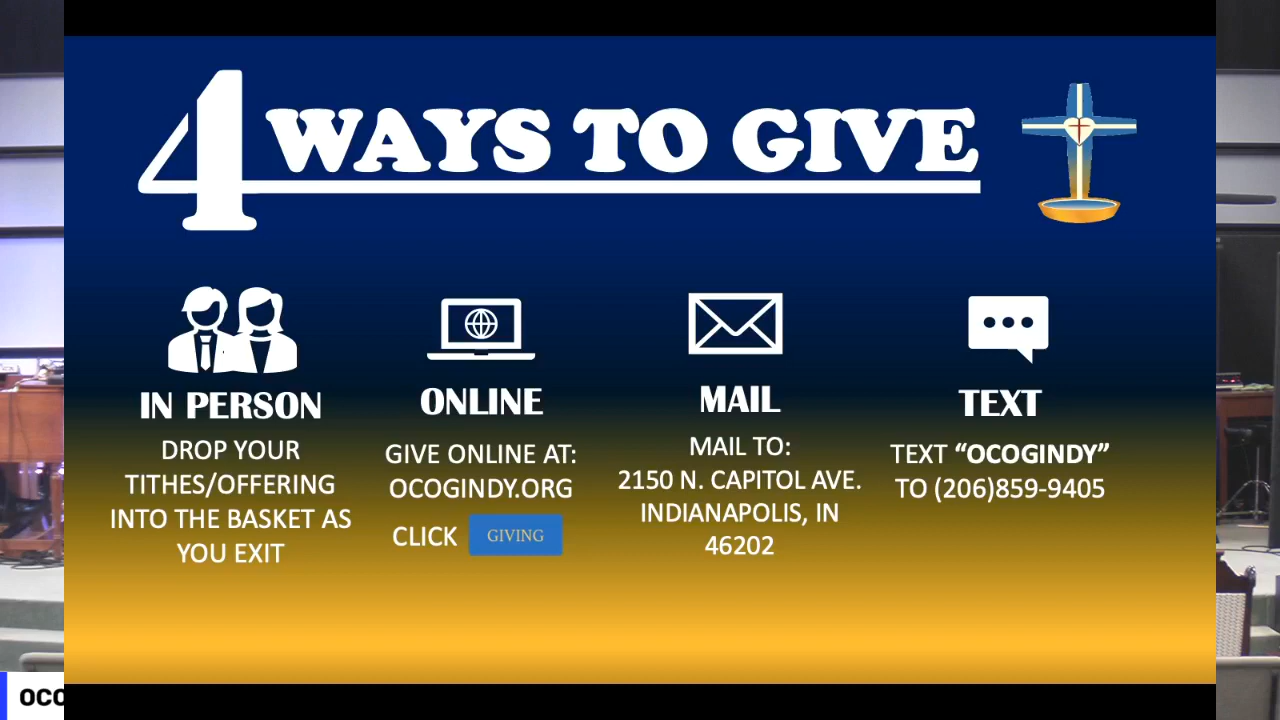 4 WAYS TO GIVE
IN PERSON
DROP YOUR
TITHES/OFFERING
INTO THE BASKET AS
YOU EXIT
ONLINE
GIVE ONLINE AT:
OCOGINDY.ORG
CLICK GIVING
MAIL
MAIL TO:
2150 N. CAPITOL AVE.
INDIANAPOLIS, IN
46202
TEXT
TEXT “OCOGINDY”
TO (206)859-9405